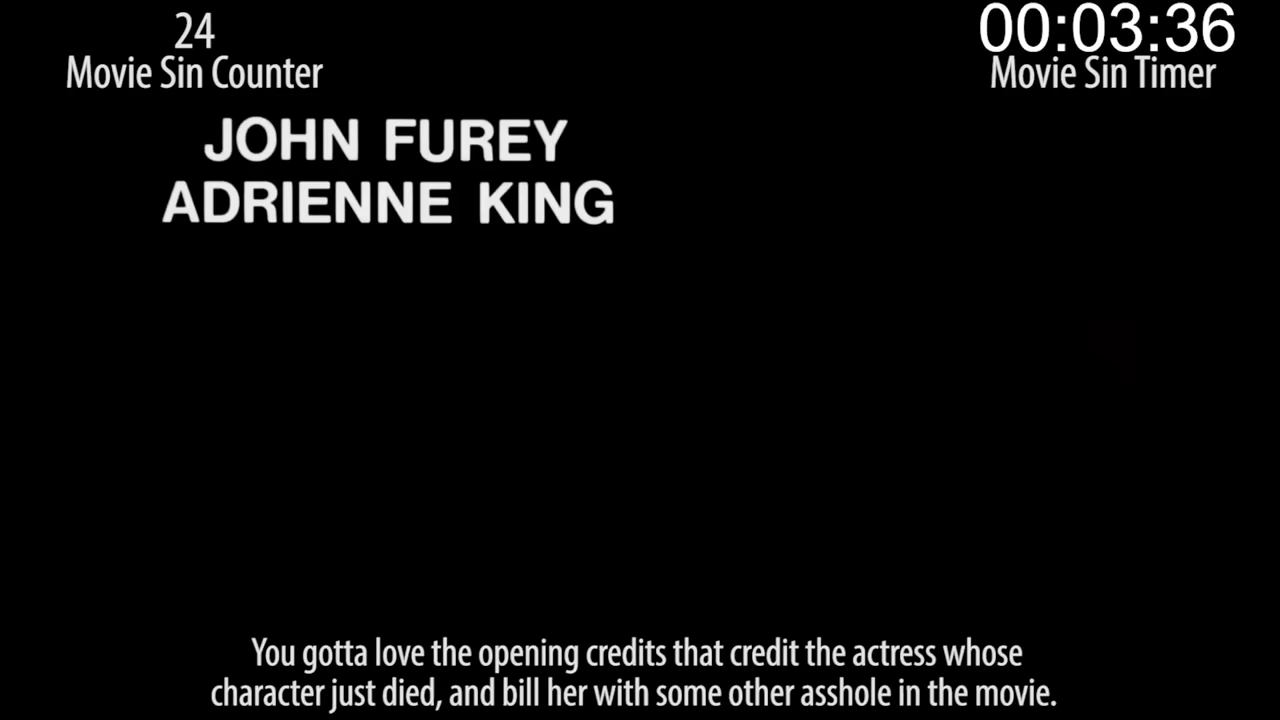 24
Movie Sin Counter
00:03:36
Movie Sin Timer
JOHN FUREY
ADRIENNE KING
You gotta love the opening credits that credit the actress whose
character just died, and bill her with some other asshole in the movie.